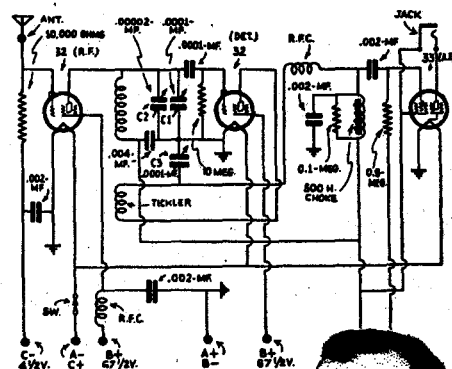 ANT.
10,000 OHMS
32 (R.F.)
.00002-MF.
.0001-MF.
.0001-MF.
(DET.)
32
R.F.C.
.002-MF
JACK
33
C2
C1
.004-MF.
C3
.0001-MF.
10 MEG.
.002-MF.
0.1-MEG.
500 H. CHOKE
0.5-MEG.
.002-MF
TICKLER
.002-MF.
SW.
R.F.C.
C-
4½V.
A-
C+
B+
67½V.
A+
B-
B+
67½V.